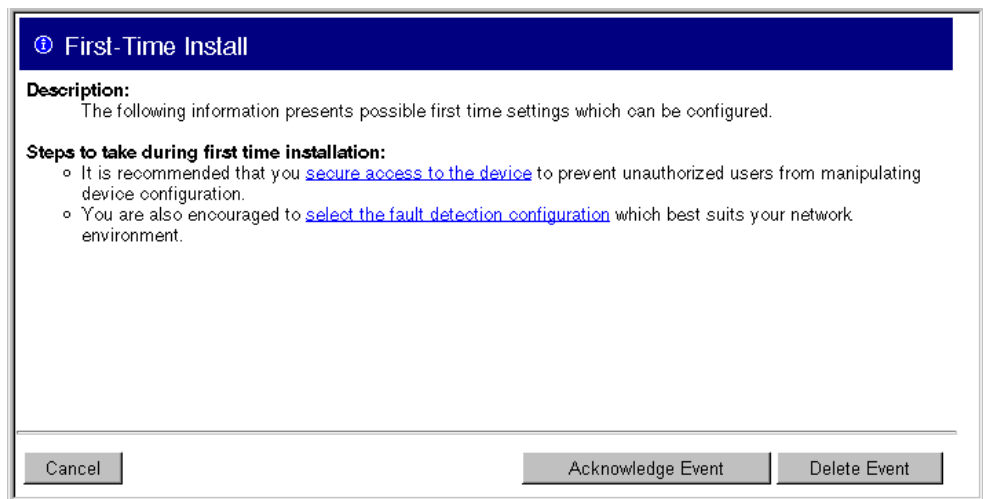 First-Time Install
Description:
The following information presents possible first time settings which can be configured.
Steps to take during first time installation:
It is recommended that you secure access to the device to prevent unauthorized users from manipulating
device configuration.
You are also encouraged to select the fault detection configuration which best suits your network
environment.
Cancel
Acknowledge Event
Delete Event